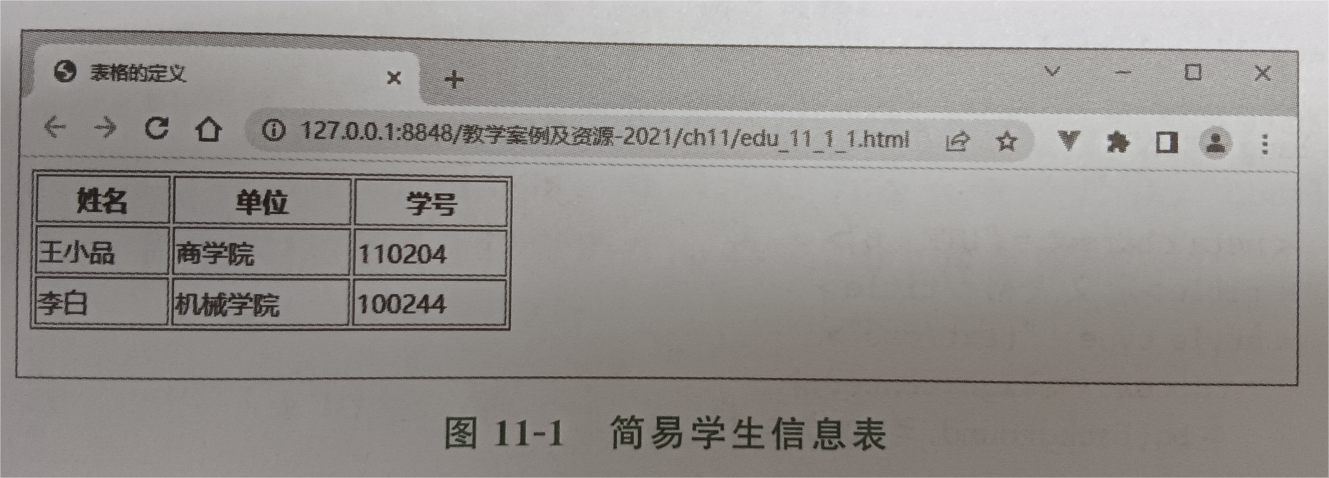 表格的定义
127.0.0.1:8848/教学案例及资源-2021/ch11/edu_11_1_1.html
姓名 单位 学号
王小品 商学院 110204
李白 机械学院 100244
图 11-1 简易学生信息表